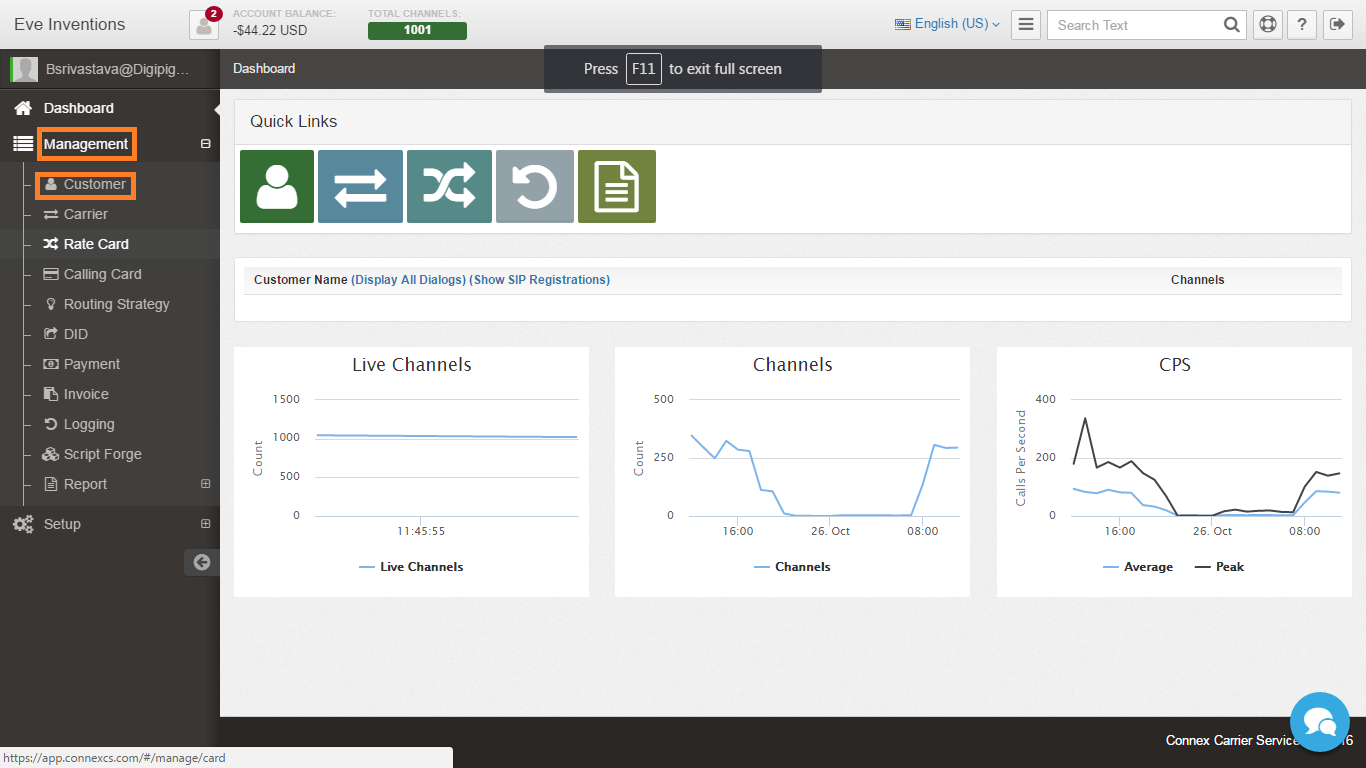 Eve Inventions
2
ACCOUNT BALANCE:
-$44.22 USD
TOTAL CHANNELS:
1001
English (US)
Search Text
?
Bsrivastava@Digipig...
Dashboard
Press F11 to exit full screen
Dashboard
Management
Customer
Carrier
Rate Card
Calling Card
Routing Strategy
DID
Payment
Invoice
Logging
Script Forge
Report
Setup
Quick Links
Customer Name (Display All Dialogs) (Show SIP Registrations)
Channels
Live Channels
1500
1000
500
0
Count
11:45:55
Live Channels
Channels
500
250
0
Count
16:00
26. Oct
08:00
Channels
CPS
400
200
0
Calls Per Second
16:00
26. Oct
08:00
Average
Peak
Connex Carrier Service
6
https://app.connexcs.com/#/manage/card